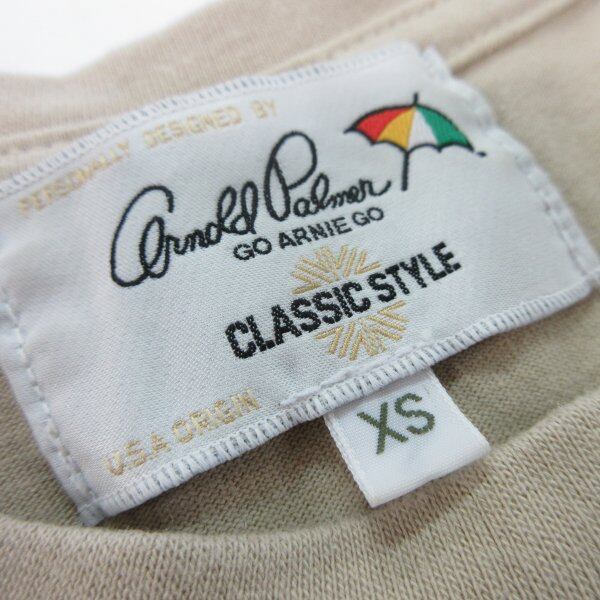 PERSONALLY DESIGNED BY
Arnold Palmer
GO ARNIE GO
CLASSIC STYLE
U.S.A ORIGIN
XS